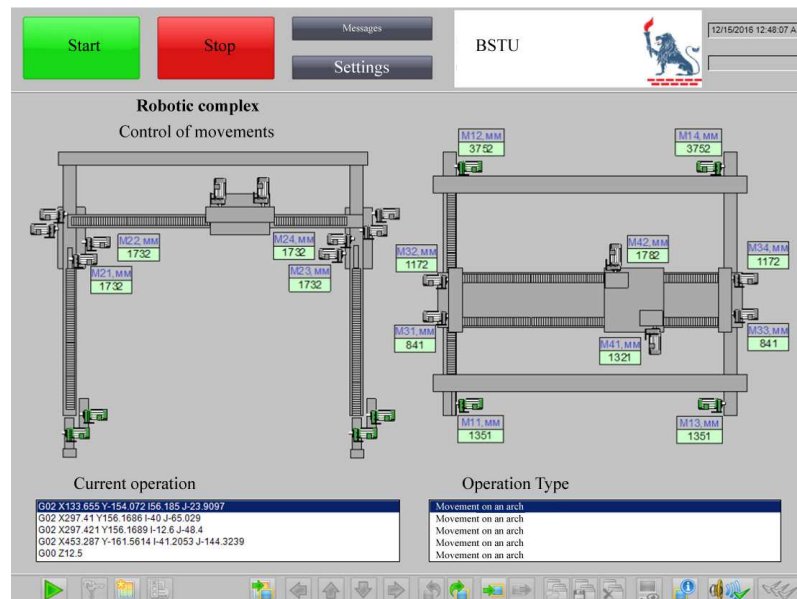 Start
Stop
Messages
Settings
BSTU
12/15/2016 12:48:07 A
Robotic complex
Control of movements
M12, мм
3752
M14, мм
3752
M22, мм
1732
M24, мм
1732
M21, мм
1732
M23, мм
1732
M32, мм
1172
M42, мм
1782
M34, мм
1172
M31, мм
841
M41, мм
1321
M33, мм
841
M11, мм
1351
M13, мм
1351
Current operation
Operation Type
G02 X133.655 Y-154.072 I56.185 J-23.9097
G02 X297.41 Y156.1686 I-40 J-65.029
G02 X297.421 Y156.1689 I-12.6 J-48.4
G02 X453.287 Y-161.5614 I-41.2053 J-144.3239
G00 Z12.5
Movement on an arch
Movement on an arch
Movement on an arch
Movement on an arch
Movement on an arch